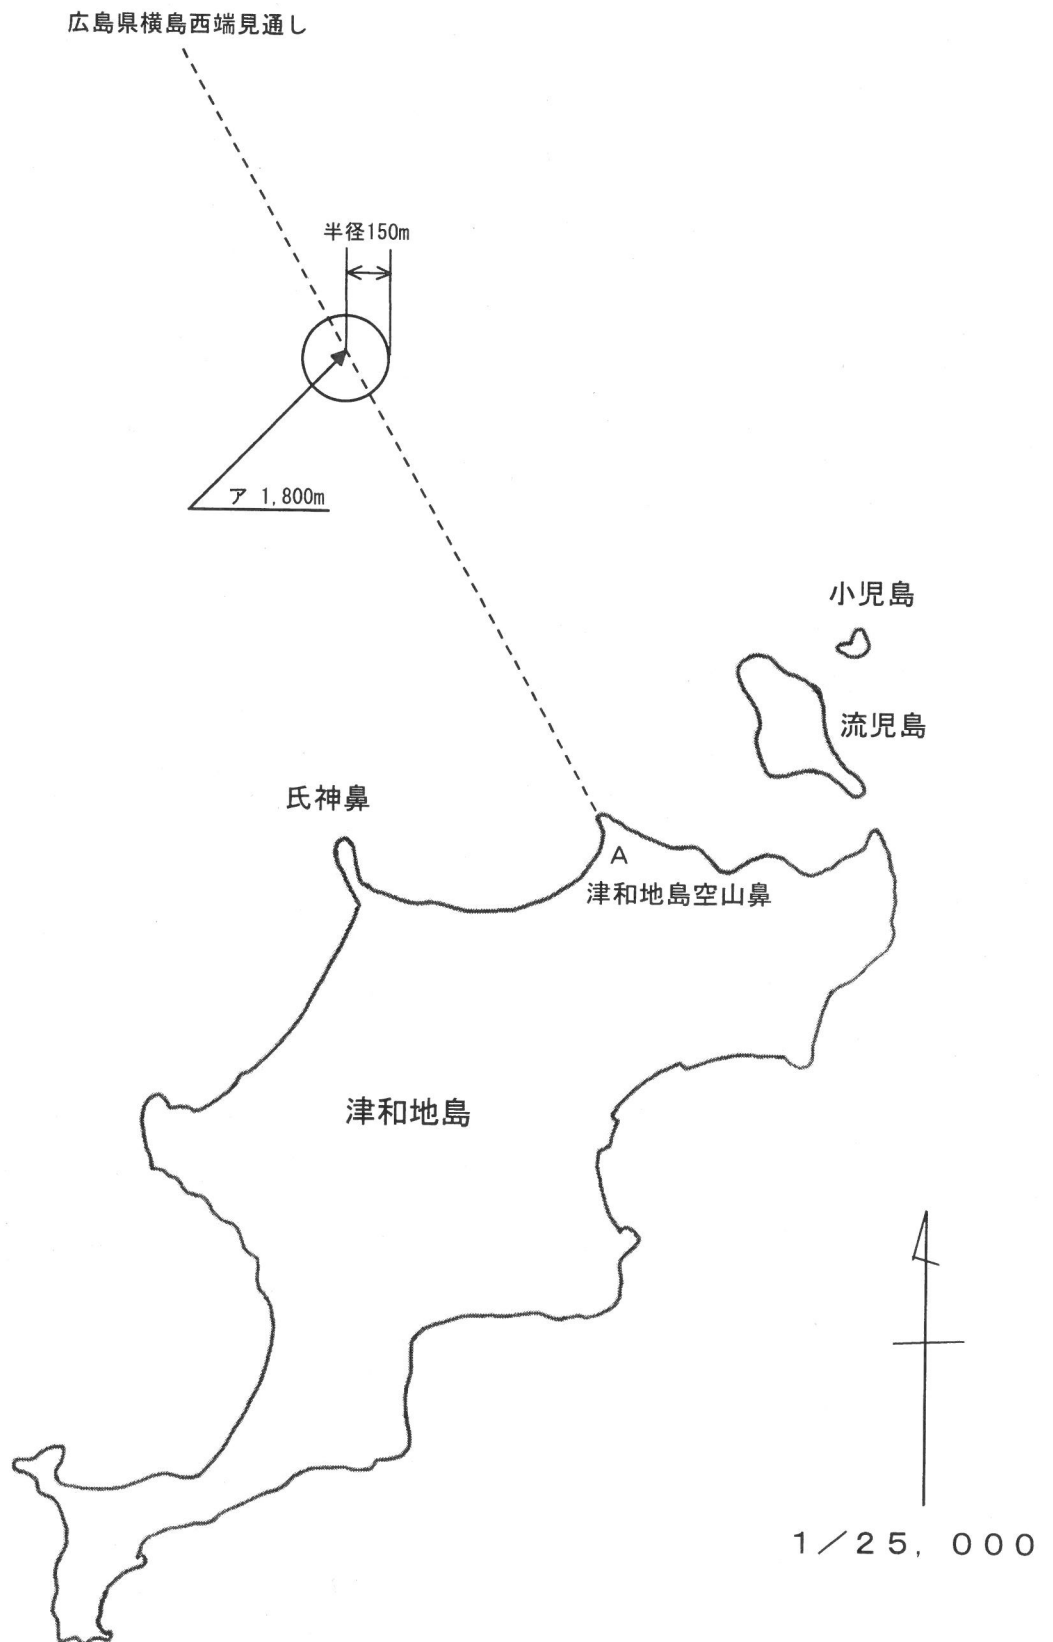 広島県横島西端見通し
半径150m
ア 1,800m
小児島
流児島
氏神鼻
A
津和地島空山鼻
津和地島
1/25,000